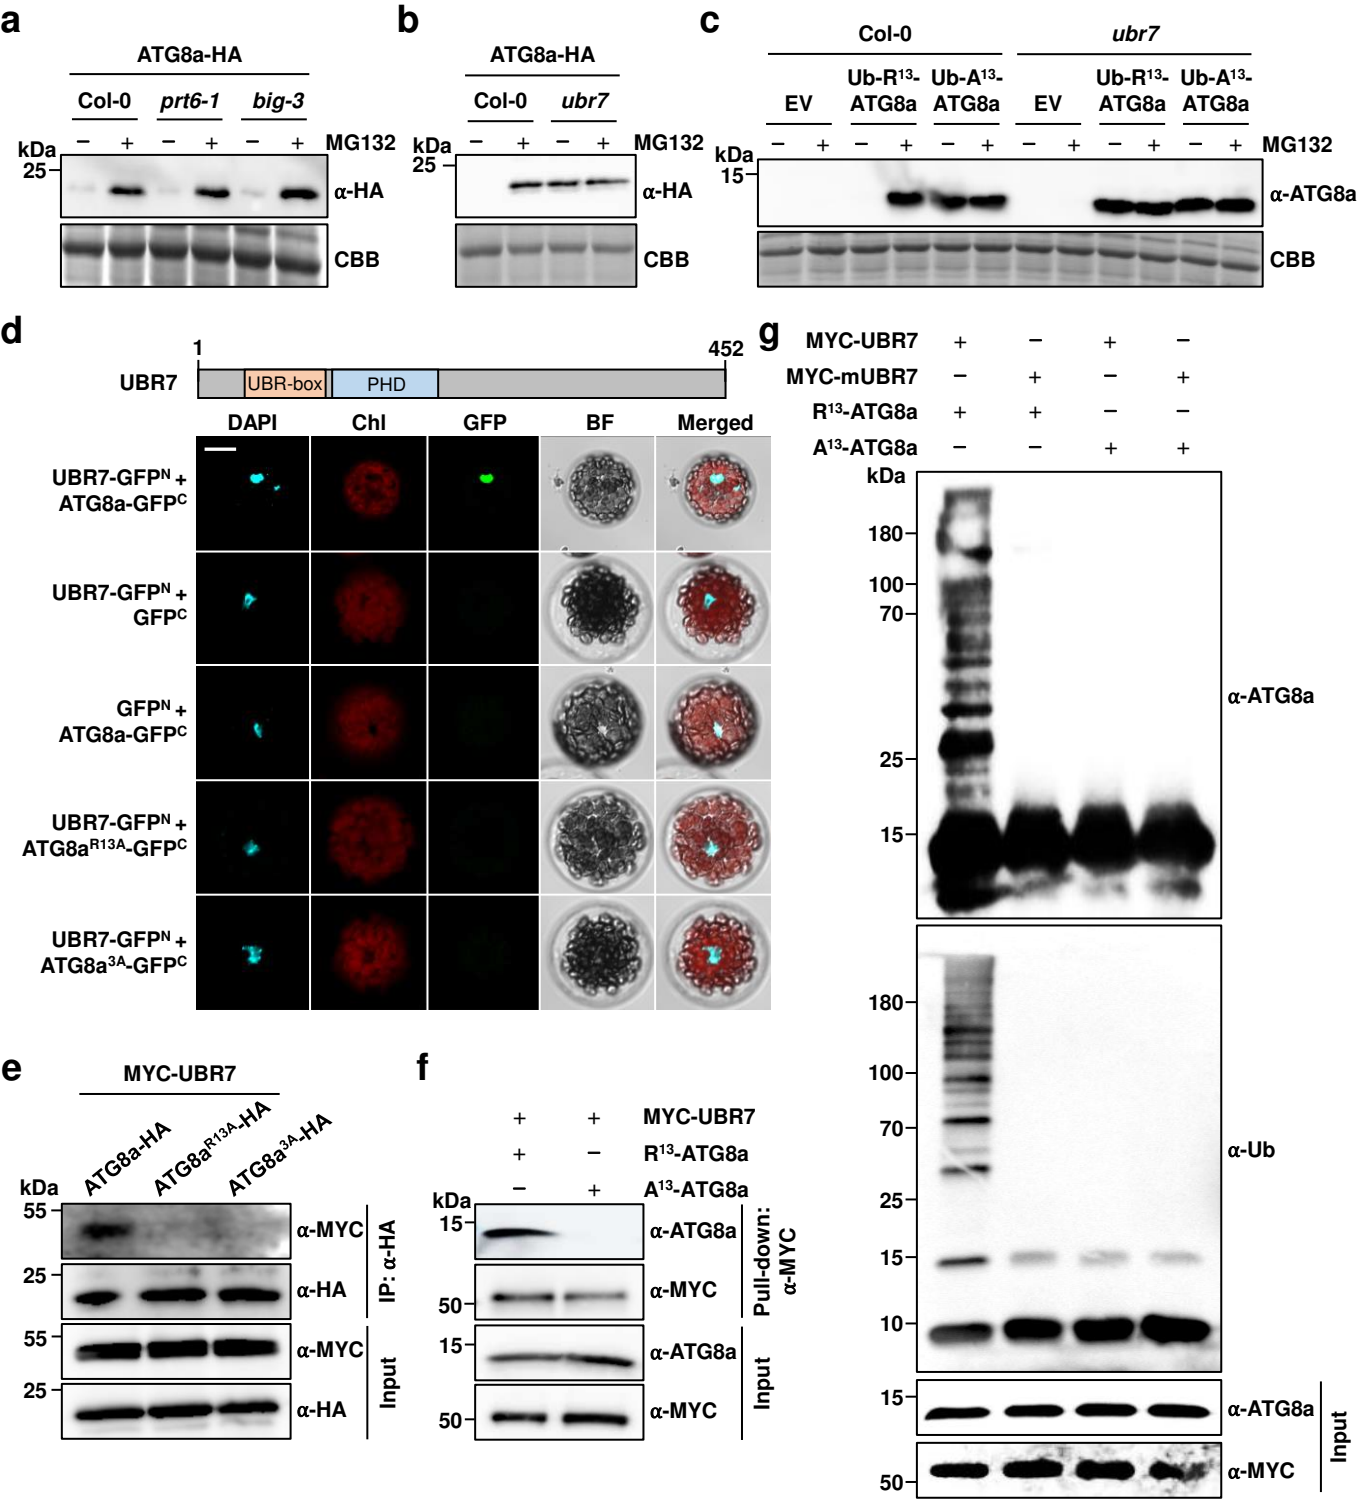 a
ATG8a-HA
Col-0 prt6-1 big-3
− + − + − + MG132
kDa
25
α-HA
CBB
b
ATG8a-HA
Col-0 ubr7
− + − + MG132
kDa
25
α-HA
CBB
c
Col-0 ubr7
EV Ub-R¹³-ATG8a Ub-A¹³-ATG8a EV Ub-R¹³-ATG8a Ub-A¹³-ATG8a
− + − + − + − + − + − + MG132
kDa
15
α-ATG8a
CBB
d
1 452
UBR7 UBR-box PHD
DAPI Chl GFP BF Merged
UBR7-GFPᴺ +
ATG8a-GFPᶜ
UBR7-GFPᴺ +
GFPᶜ
GFPᴺ +
ATG8a-GFPᶜ
UBR7-GFPᴺ +
ATG8aᴿ¹³ᴬ-GFPᶜ
UBR7-GFPᴺ +
ATG8a³ᴬ-GFPᶜ
e
MYC-UBR7
ATG8a-HA ATG8aᴿ¹³ᴬ-HA ATG8a³ᴬ-HA
kDa
55 α-MYC
25 α-HA
IP: α-HA
55 α-MYC
25 α-HA
Input
f
+ + MYC-UBR7
+ − R¹³-ATG8a
− + A¹³-ATG8a
kDa
15 α-ATG8a
50 α-MYC
Pull-down:
α-MYC
15 α-ATG8a
50 α-MYC
Input
g
MYC-UBR7 + − + −
MYC-mUBR7 − + − +
R¹³-ATG8a + + − −
A¹³-ATG8a − − + +
kDa
180
100
70
25
15
α-ATG8a
180
100
70
25
15
10
α-Ub
15 α-ATG8a
50 α-MYC
Input